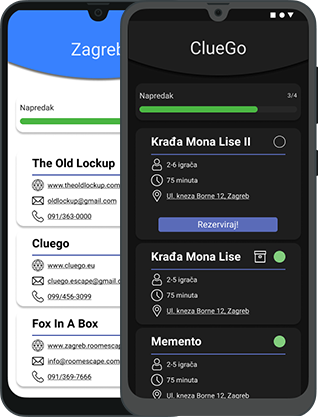 Zagreb
Napredak
The Old Lockup
www.theoldlockup.com
oldlockup@gmail.com
091/363-0000
Cluego
www.cluego.eu
cluego.escape@gmail.c
099/456-3099
Fox In A Box
www.zagreb.roomescap
info@roomescape.com
091/369-7666
ClueGo
Napredak
3/4
Krađa Mona Lise II
2-6 igrača
75 minuta
Ul. kneza Borne 12, Zagreb
Rezerviraj!
Krađa Mona Lise
2-5 igrača
75 minuta
Ul. kneza Borne 12, Zagreb
Memento
2-5 igrača
75 minuta
Ul. kneza Borne 12, Zagreb